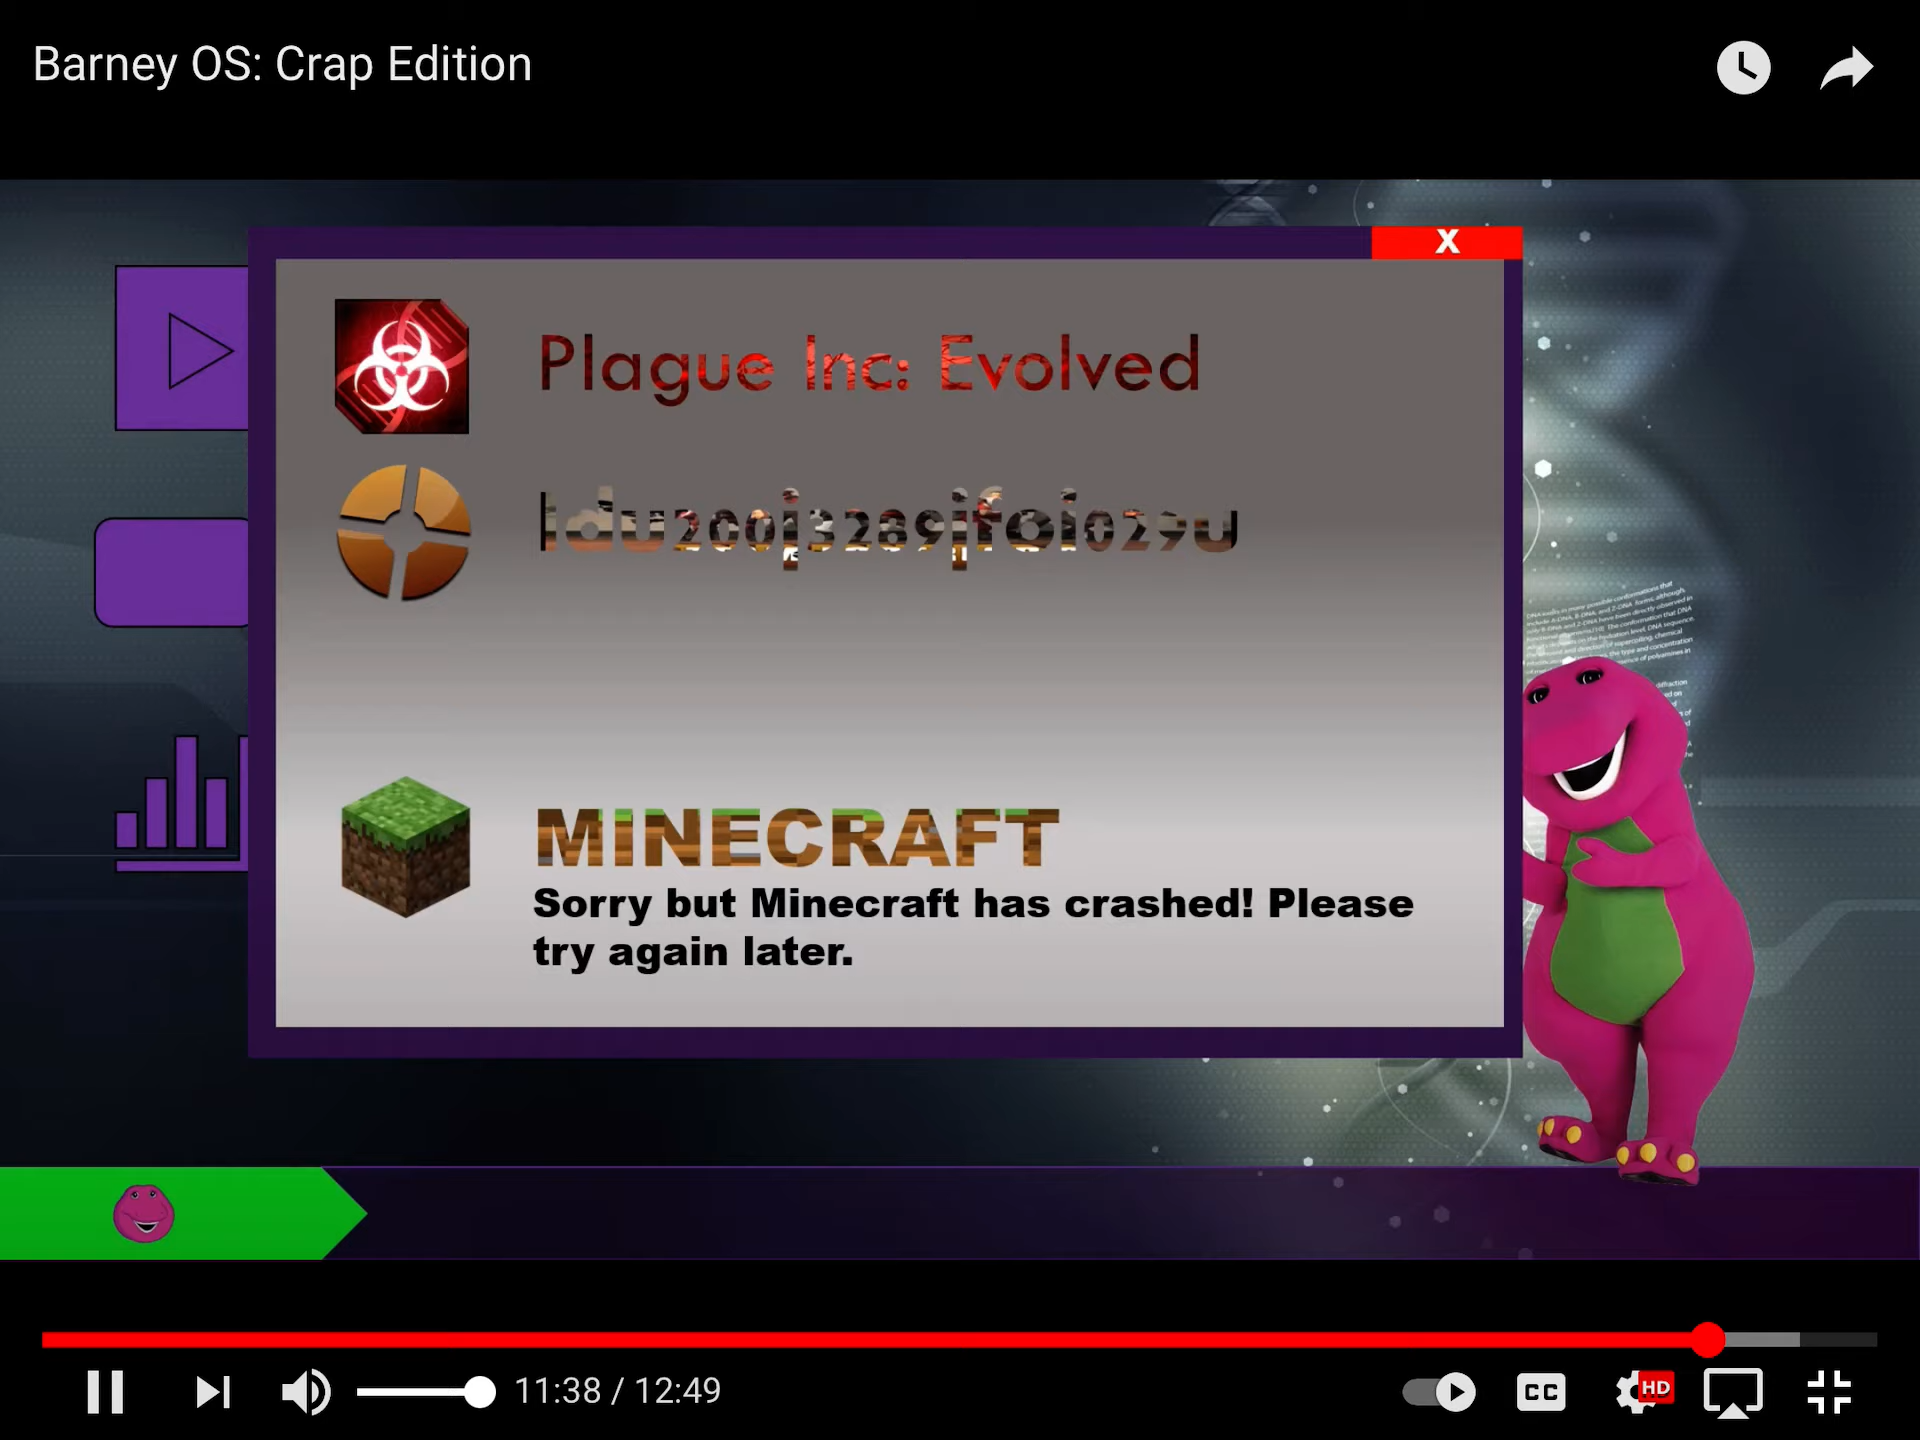 Barney OS: Crap Edition
X
Plague Inc: Evolved
ldu200j3289jfoi029u
MINECRAFT
Sorry but Minecraft has crashed! Please
try again later.
11:38 / 12:49
CC
HD